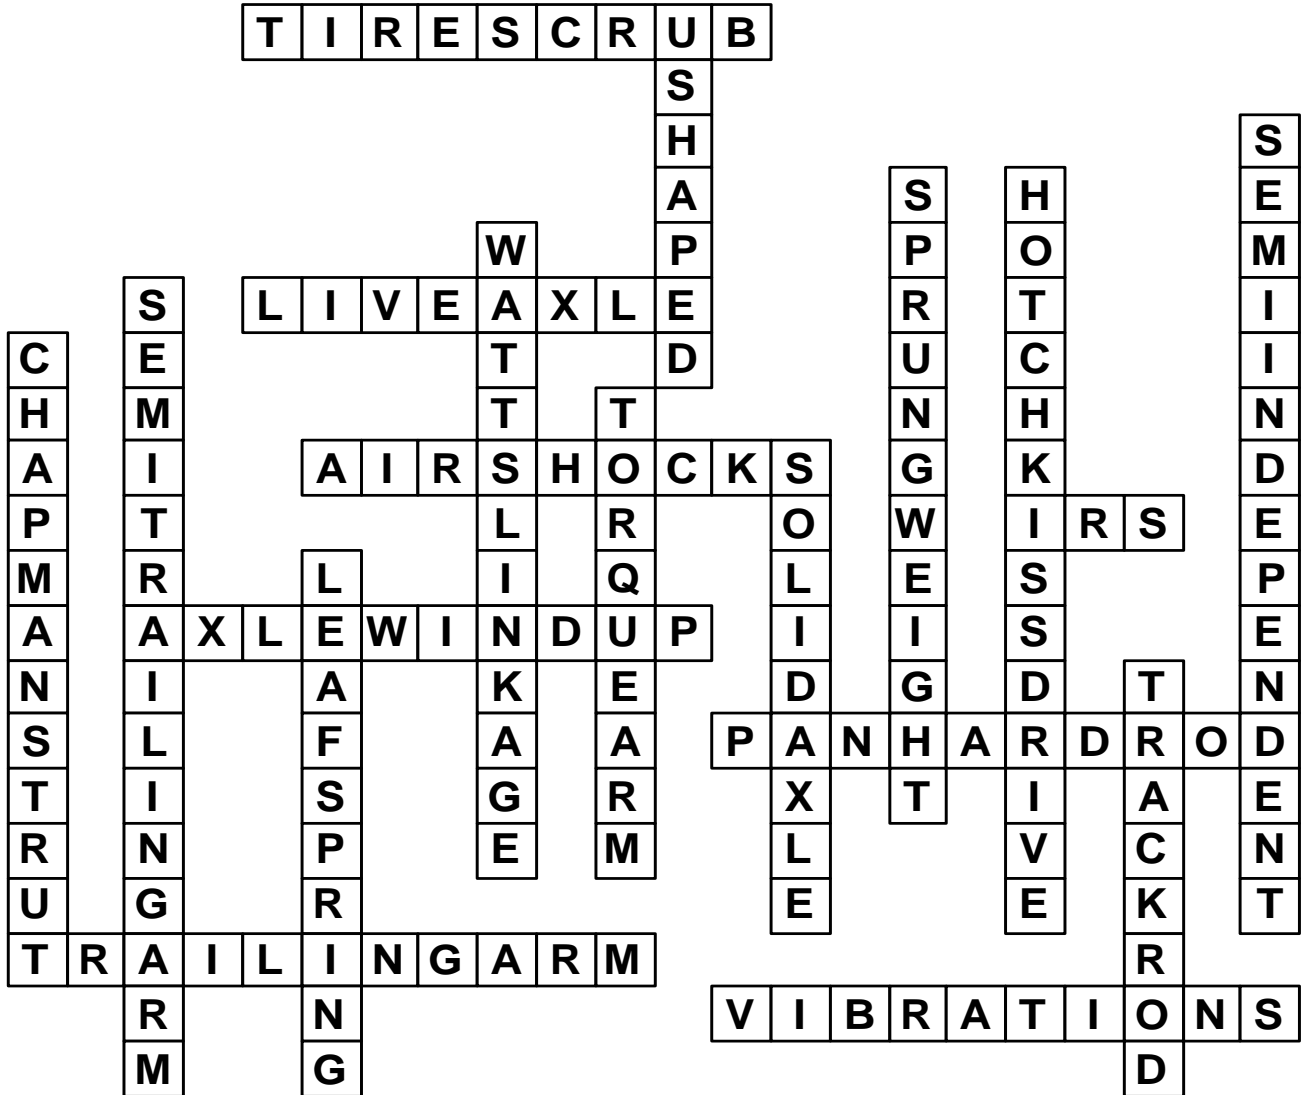 TIRESCRUB
USHAPED
SEMIINDEPENDENT
SPRUNGWEIGHT
HOTCHKISSDRIVE
WATTSLINKAGE
SEMITRAILINGARM
LIVEAXLE
CHAPMANSTRUT
TORQUEARM
AIRSHOCKS
SOLIDAXLE
IRS
LEAFSPRING
AXLEWINDUP
TRACKROD
PANHARDROD
TRAILINGARM
VIBRATIONS